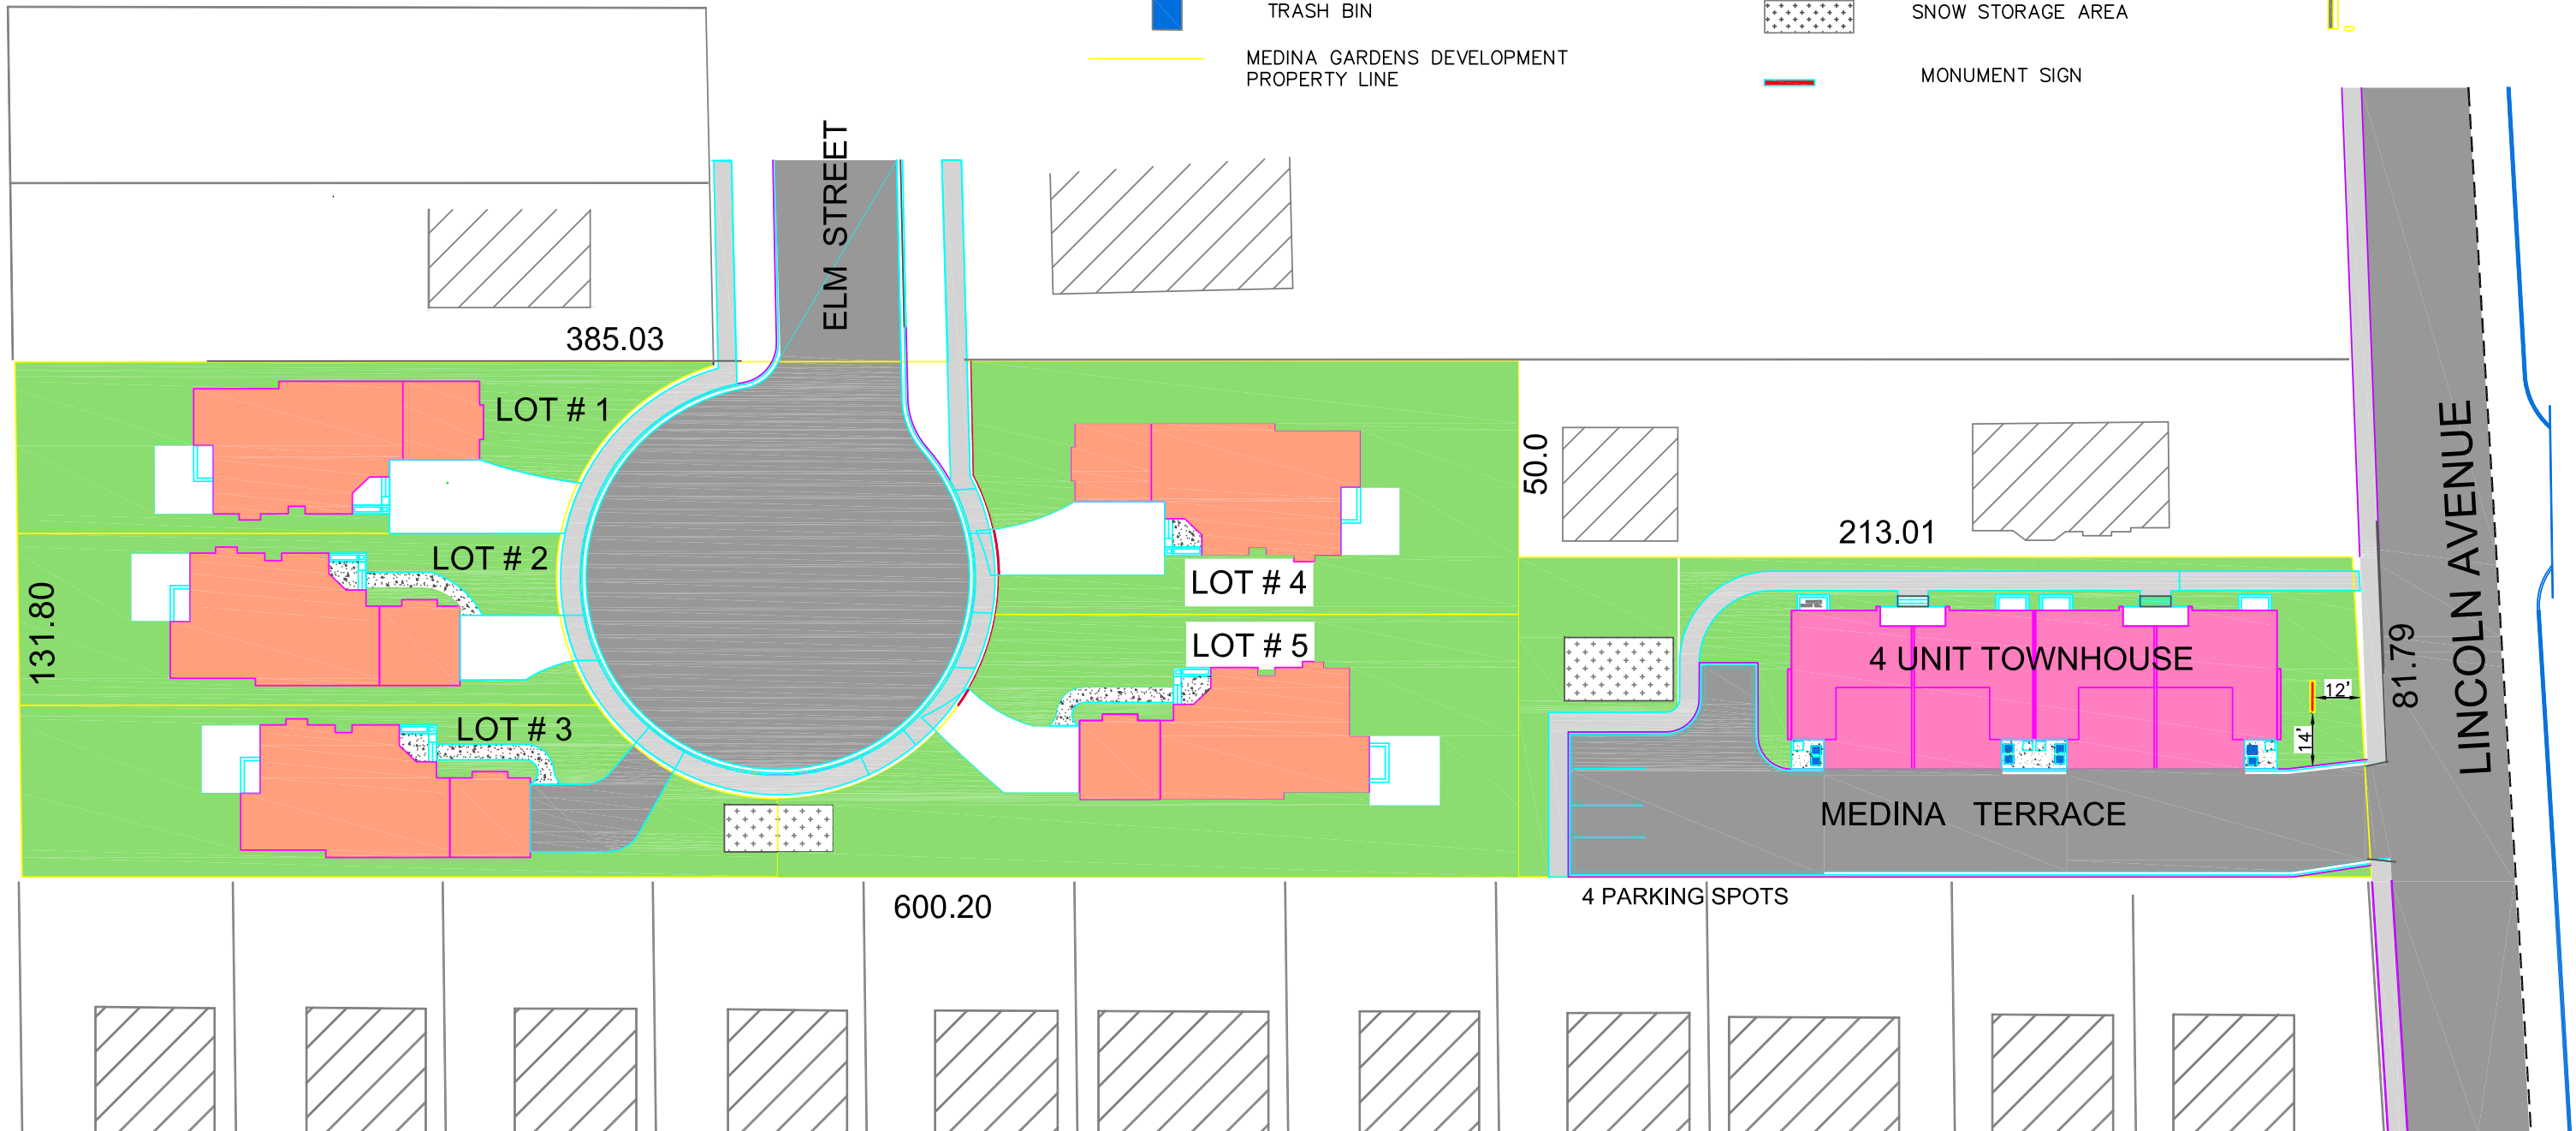 TRASH BIN
SNOW STORAGE AREA
MEDINA GARDENS DEVELOPMENT
PROPERTY LINE
MONUMENT SIGN
ELM STREET
385.03
LOT # 1
LOT # 2
LOT # 3
131.80
LOT # 4
LOT # 5
50.0
213.01
4 UNIT TOWNHOUSE
12'
14'
81.79
LINCOLN AVENUE
MEDINA TERRACE
4 PARKING SPOTS
600.20